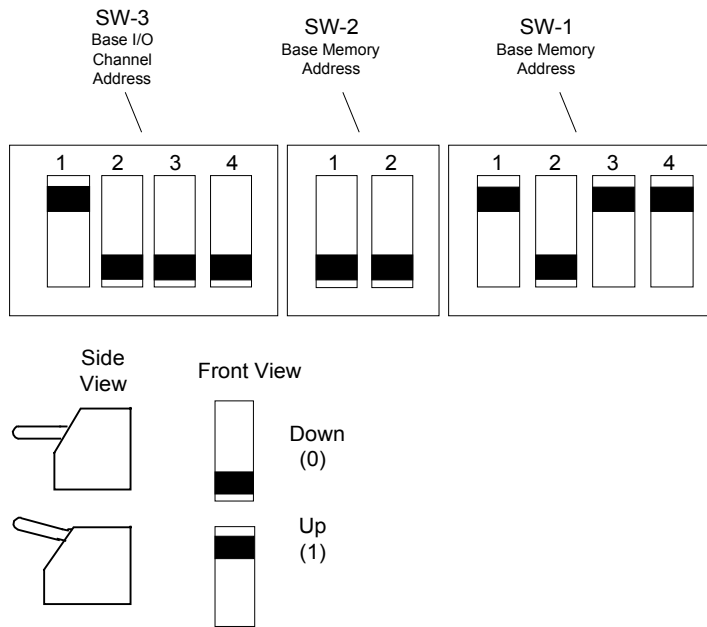 SW-3
Base I/O
Channel
Address
SW-2
Base Memory
Address
SW-1
Base Memory
Address
1 2 3 4
1 2
1 2 3 4
Side
View
Front View
Down
(0)
Up
(1)